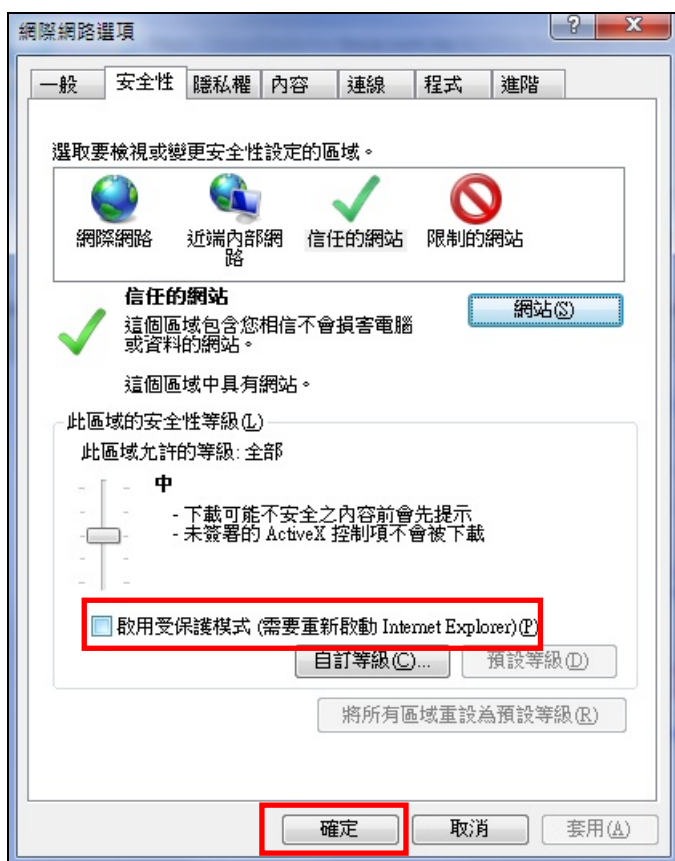 網際網路選項
一般 安全性 隱私權 內容 連線 程式 進階
選取要檢視或變更安全性設定的區域。
網際網路 近端內部網路 信任的網站 限制的網站
信任的網站
網站(S)
這個區域包含您相信不會損害電腦
或資料的網站。
這個區域中具有網站。
此區域的安全性等級(L)
此區域允許的等級: 全部
中
- 下載可能不安全之內容前會先提示
- 未簽署的 ActiveX 控制項不會被下載
啟用受保護模式 (需要重新啟動 Internet Explorer)(P)
自訂等級(C)... 預設等級(D)
將所有區域重設為預設等級(R)
確定 取消 套用(A)